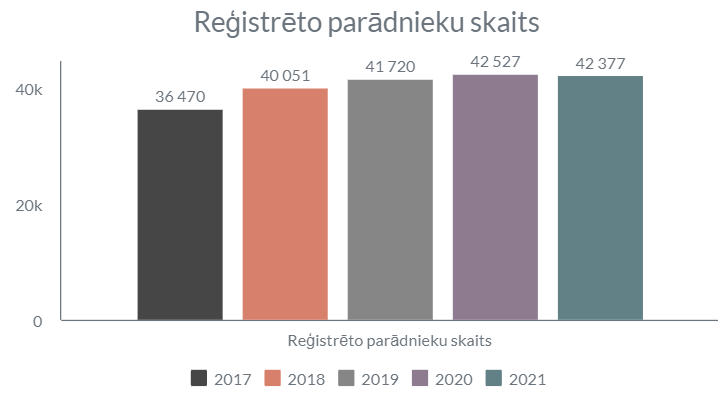 Reģistrēto parādnieku skaits
40k
20k
0
36 470
40 051
41 720
42 527
42 377
Reģistrēto parādnieku skaits
2017 2018 2019 2020 2021